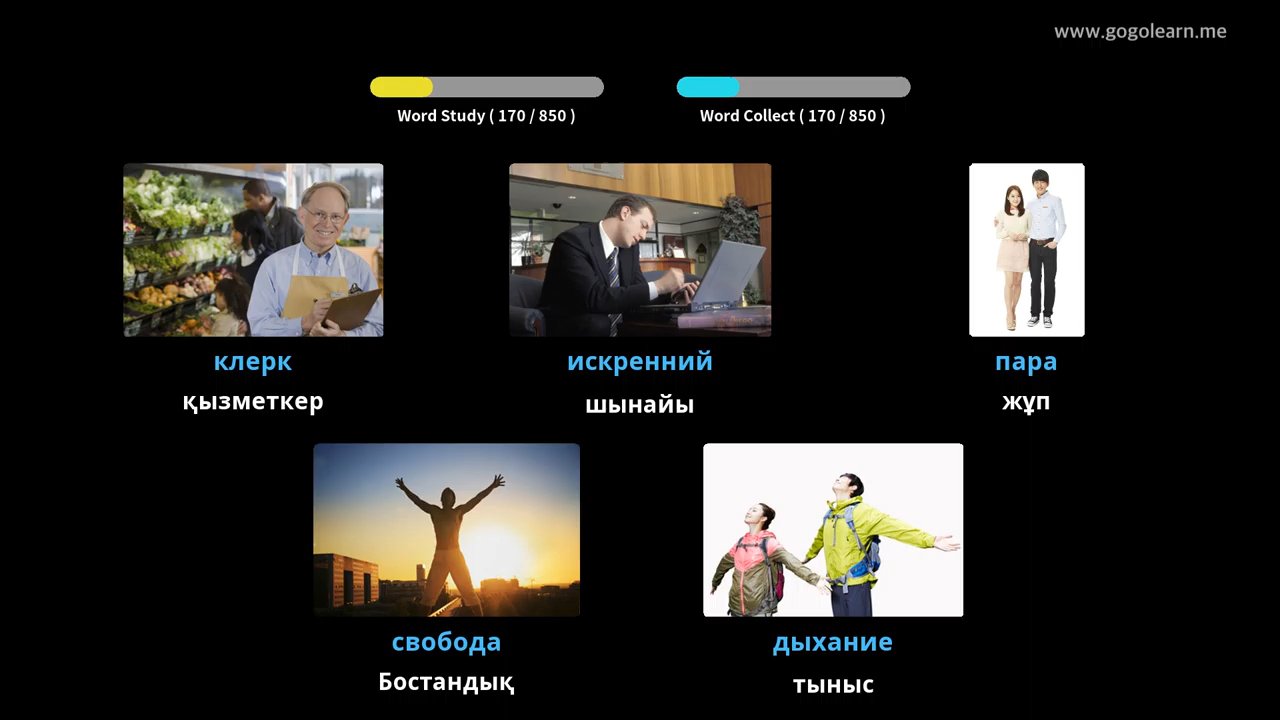 www.gogolearn.me
Word Study ( 170 / 850 )
Word Collect ( 170 / 850 )
клерк
қызметкер
искренний
шынайы
пара
жұп
свобода
Бостандық
дыхание
тыныс